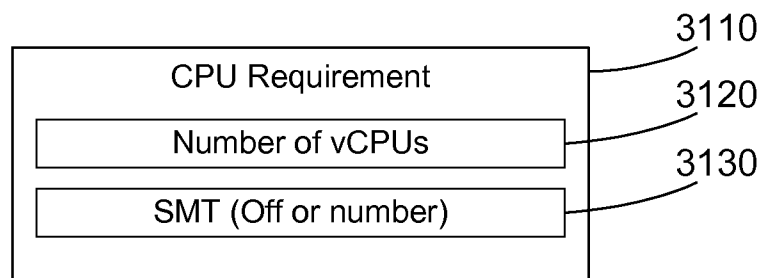 3110
CPU Requirement
3120
Number of vCPUs
3130
SMT (Off or number)